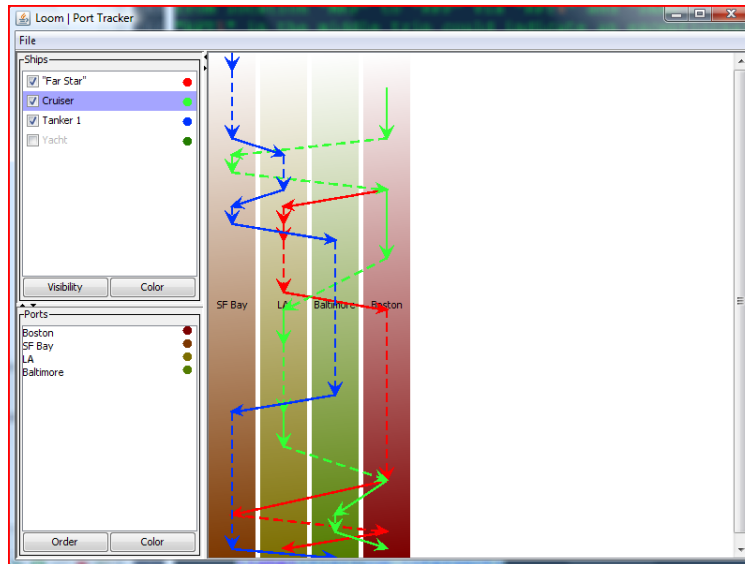 Loom | Port Tracker
File
Ships
"Far Star"
Cruiser
Tanker 1
Yacht
Visibility Color
Ports
Boston
SF Bay
LA
Baltimore
Order Color
SF Bay LA Baltimore Boston